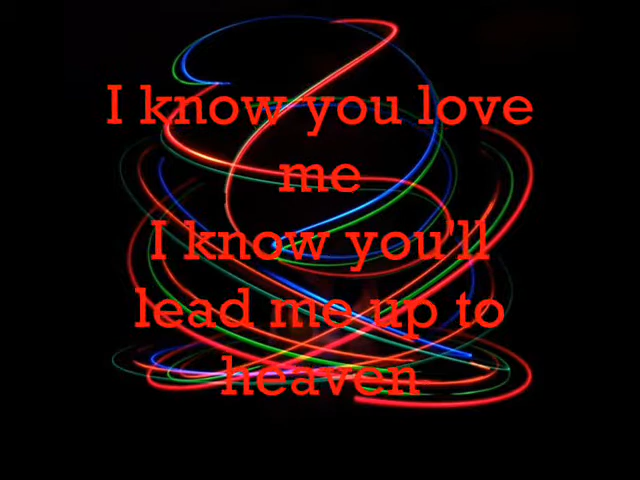 I know you love
me
I know you'll
lead me up to
heaven